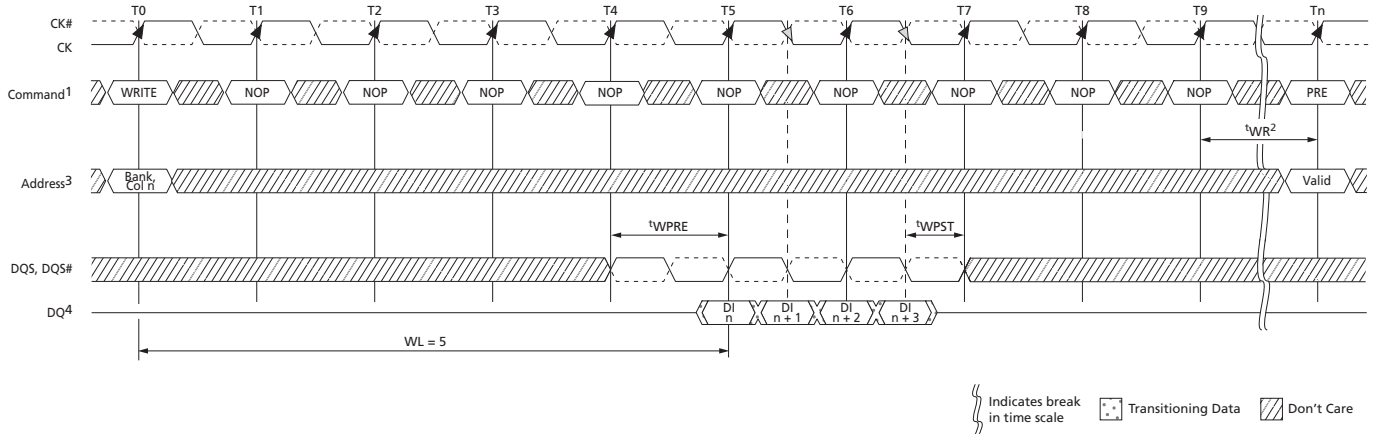 T0 T1 T2 T3 T4 T5 T6 T7 T8 T9 Tn
CK#
CK
Command1 WRITE NOP NOP NOP NOP NOP NOP NOP NOP NOP PRE
tWR2
Address3 Bank, Col n Valid
tWPRE tWPST
DQS, DQS#
DQ4 DI n DI n + 1 DI n + 2 DI n + 3
WL = 5
Indicates break in time scale
Transitioning Data
Don't Care